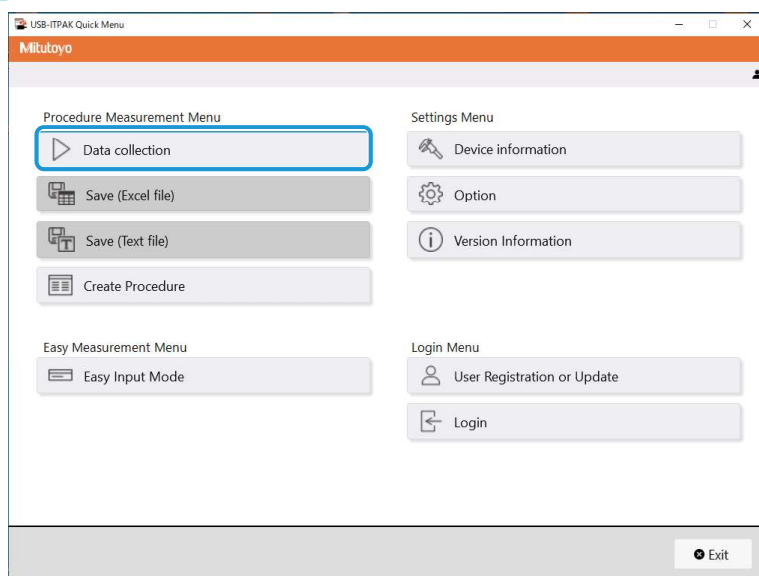 USB-ITPAK Quick Menu
Mitutoyo
Procedure Measurement Menu
Data collection
Save (Excel file)
Save (Text file)
Create Procedure
Easy Measurement Menu
Easy Input Mode
Settings Menu
Device information
Option
Version Information
Login Menu
User Registration or Update
Login
Exit